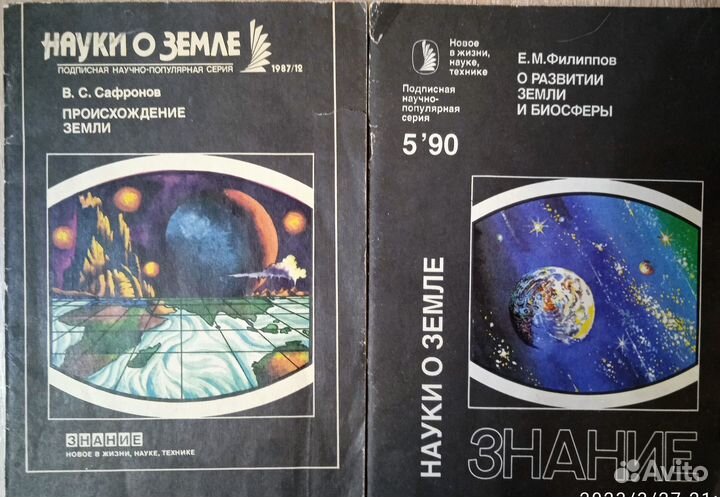 НАУКИ О ЗЕМЛЕ
ПОДПИСНАЯ НАУЧНО-ПОПУЛЯРНАЯ СЕРИЯ
1987/12
В. С. Сафронов
ПРОИСХОЖДЕНИЕ
ЗЕМЛИ
ЗНАНИЕ
НОВОЕ В ЖИЗНИ, НАУКЕ, ТЕХНИКЕ
Новое
в жизни,
науке,
технике
Подписная
научно-
популярная
серия
5'90
Е.М.Филиппов
О РАЗВИТИИ
ЗЕМЛИ
И БИОСФЕРЫ
НАУКИ О ЗЕМЛЕ
ЗНАНИЕ
Avito